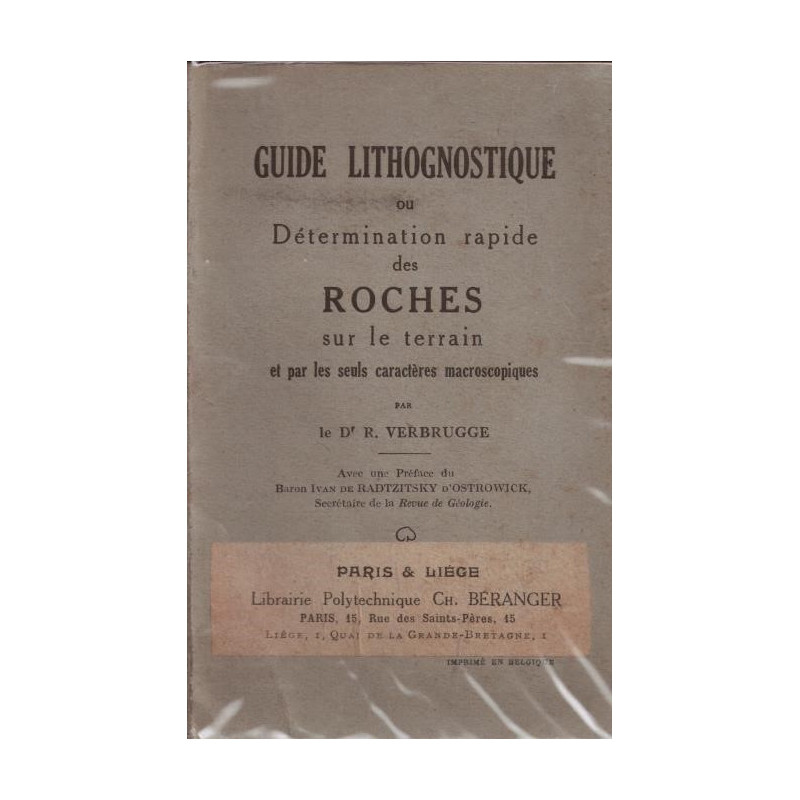 GUIDE LITHOGNOSTIQUE
ou
Détermination rapide
des
ROCHES
sur le terrain
et par les seuls caractères macroscopiques
PAR
le Dr R. VERBRUGGE
Avec une Préface du
Baron IVAN DE RADTZITSKY D'OSTROWICK,
Secrétaire de la Revue de Géologie.
PARIS & LIÉGE
Librairie Polytechnique CH. BÉRANGER
PARIS, 15, Rue des Saints-Pères, 15
LIÉGE, 1, QUAI DE LA GRANDE-BRETAGNE, 1
IMPRIMÉ EN BELGIQUE